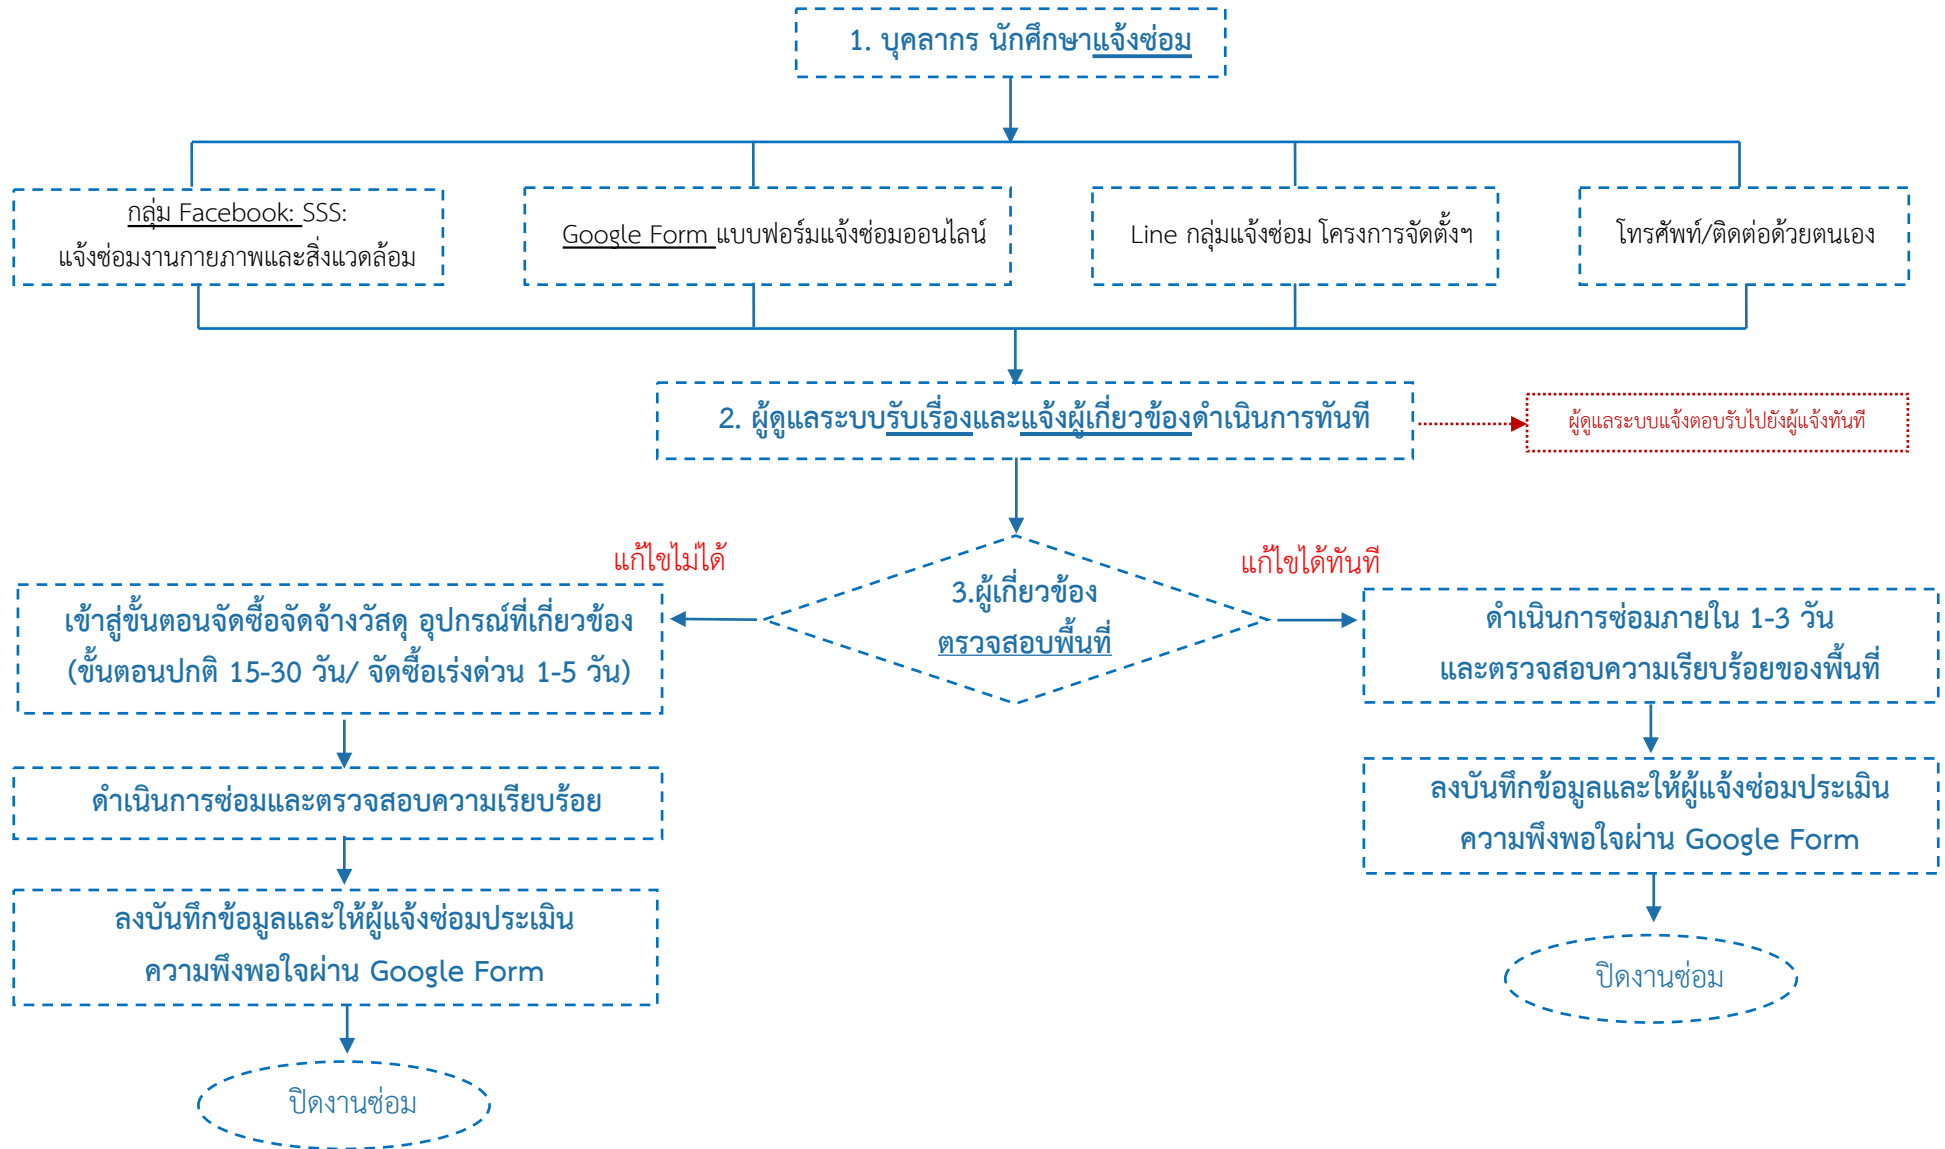 1. บุคลากร นักศึกษาแจ้งซ่อม
กลุ่ม Facebook: SSS:
แจ้งซ่อมงานกายภาพและสิ่งแวดล้อม
Google Form แบบฟอร์มแจ้งซ่อมออนไลน์
Line กลุ่มแจ้งซ่อม โครงการจัดตั้งฯ
โทรศัพท์/ติดต่อด้วยตนเอง
2. ผู้ดูแลระบบรับเรื่องและแจ้งผู้เกี่ยวข้องดำเนินการทันที
ผู้ดูแลระบบแจ้งตอบรับไปยังผู้แจ้งทันที
แก้ไขไม่ได้
แก้ไขได้ทันที
3.ผู้เกี่ยวข้อง
ตรวจสอบพื้นที่
เข้าสู่ขั้นตอนจัดซื้อจัดจ้างวัสดุ อุปกรณ์ที่เกี่ยวข้อง
(ขั้นตอนปกติ 15-30 วัน/ จัดซื้อเร่งด่วน 1-5 วัน)
ดำเนินการซ่อมภายใน 1-3 วัน
และตรวจสอบความเรียบร้อยของพื้นที่
ดำเนินการซ่อมและตรวจสอบความเรียบร้อย
ลงบันทึกข้อมูลและให้ผู้แจ้งซ่อมประเมิน
ความพึงพอใจผ่าน Google Form
ลงบันทึกข้อมูลและให้ผู้แจ้งซ่อมประเมิน
ความพึงพอใจผ่าน Google Form
ปิดงานซ่อม
ปิดงานซ่อม